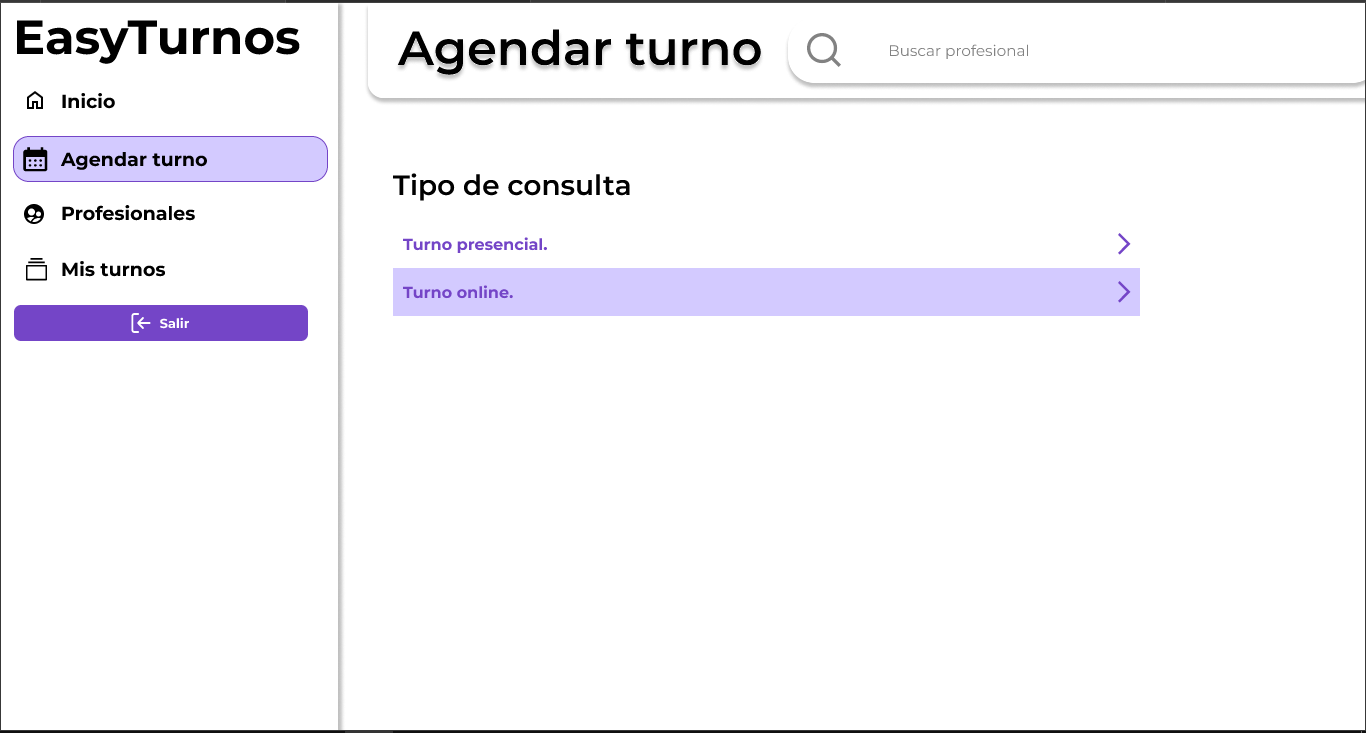 EasyTurnos
Inicio
Agendar turno
Profesionales
Mis turnos
Salir
Agendar turno
Buscar profesional
Tipo de consulta
Turno presencial.
Turno online.